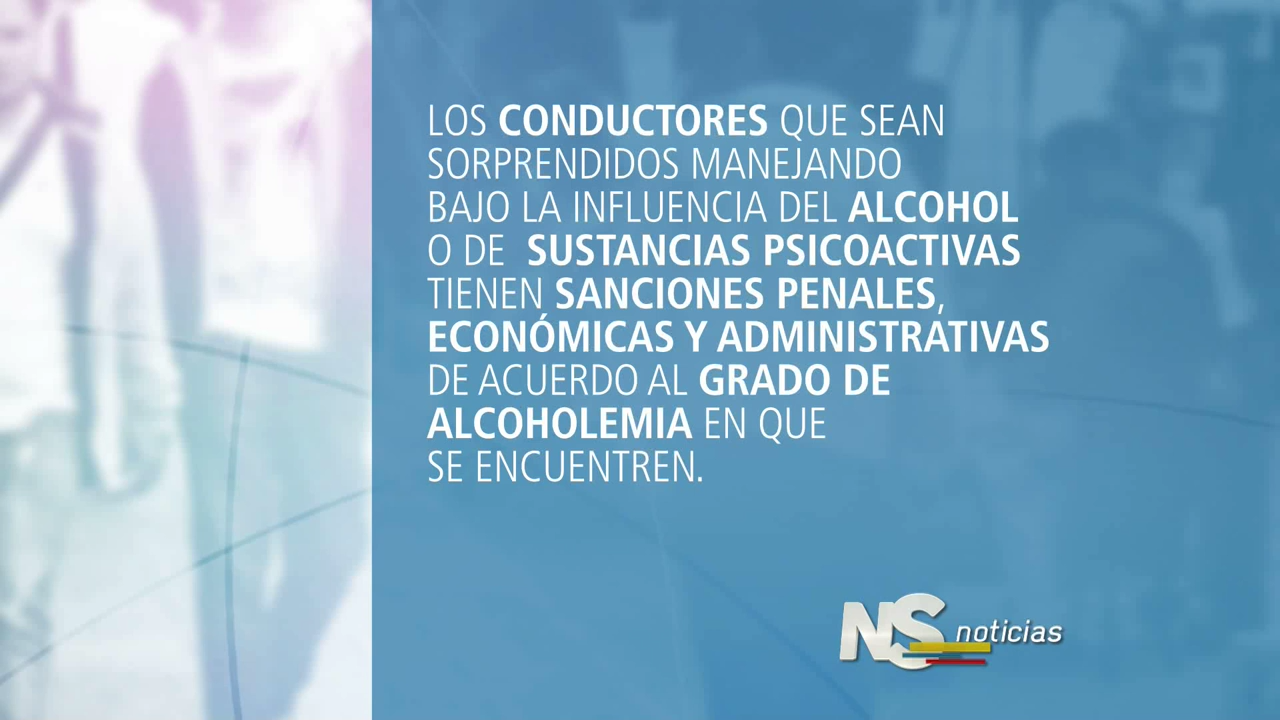 LOS CONDUCTORES QUE SEAN
SORPRENDIDOS MANEJANDO
BAJO LA INFLUENCIA DEL ALCOHOL
O DE SUSTANCIAS PSICOACTIVAS
TIENEN SANCIONES PENALES,
ECONÓMICAS Y ADMINISTRATIVAS
DE ACUERDO AL GRADO DE
ALCOHOLEMIA EN QUE
SE ENCUENTREN.
NS noticias